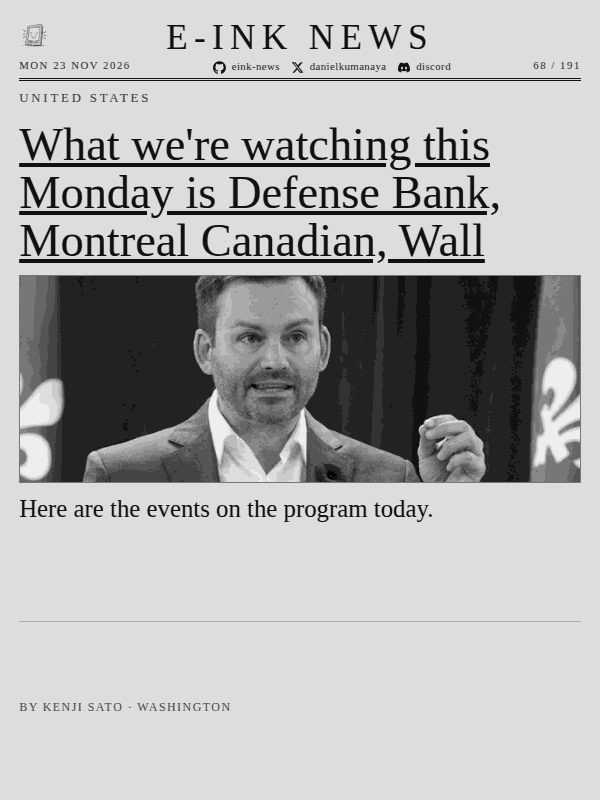 E-INK NEWS
MON 23 NOV 2026 eink-news danielkumanaya discord 68 / 191
UNITED STATES
What we're watching this
Monday is Defense Bank,
Montreal Canadian, Wall
Here are the events on the program today.
BY KENJI SATO · WASHINGTON